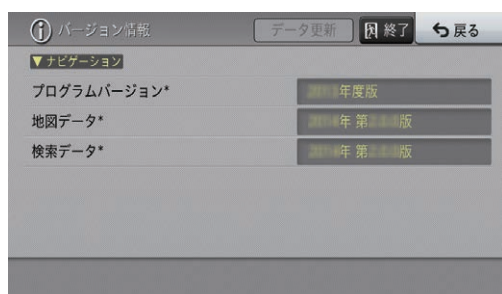 バージョン情報 データ更新 終了 戻る
▼ナビゲーション
プログラムバージョン* 年度版
地図データ* 年 第 版
検索データ* 年 第 版